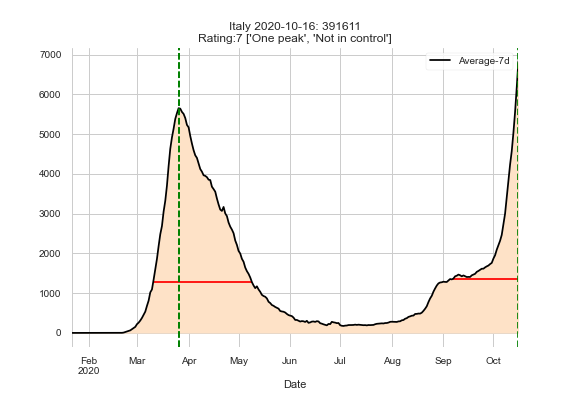 Italy 2020-10-16: 391611
Rating:7 ['One peak', 'Not in control']
Average-7d
7000
6000
5000
4000
3000
2000
1000
0
Feb
2020
Mar
Apr
May
Jun
Jul
Aug
Sep
Oct
Date